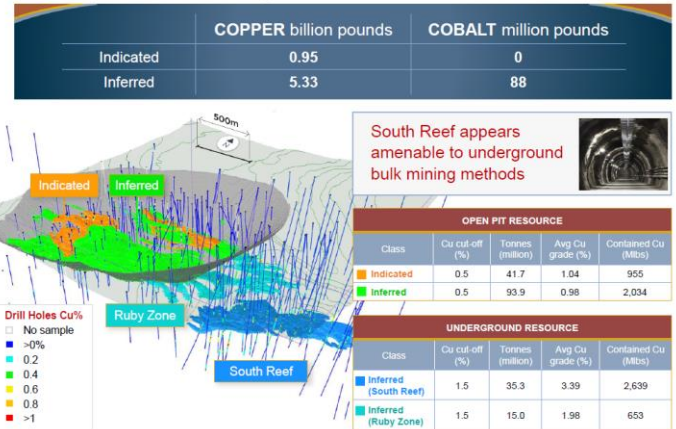 COPPER billion pounds COBALT million pounds
Indicated 0.95 0
Inferred 5.33 88
500m
Indicated Inferred
Ruby Zone
South Reef
Drill Holes Cu%
No sample
>0%
0.2
0.4
0.6
0.8
>1
South Reef appears
amenable to underground
bulk mining methods
OPEN PIT RESOURCE
Class Cu cut-off (%) Tonnes (million) Avg Cu grade (%) Contained Cu (Mlbs)
Indicated 0.5 41.7 1.04 955
Inferred 0.5 93.9 0.98 2,034
UNDERGROUND RESOURCE
Class Cu cut-off (%) Tonnes (million) Avg Cu grade (%) Contained Cu (Mlbs)
Inferred (South Reef) 1.5 35.3 3.39 2,639
Inferred (Ruby Zone) 1.5 15.0 1.98 653